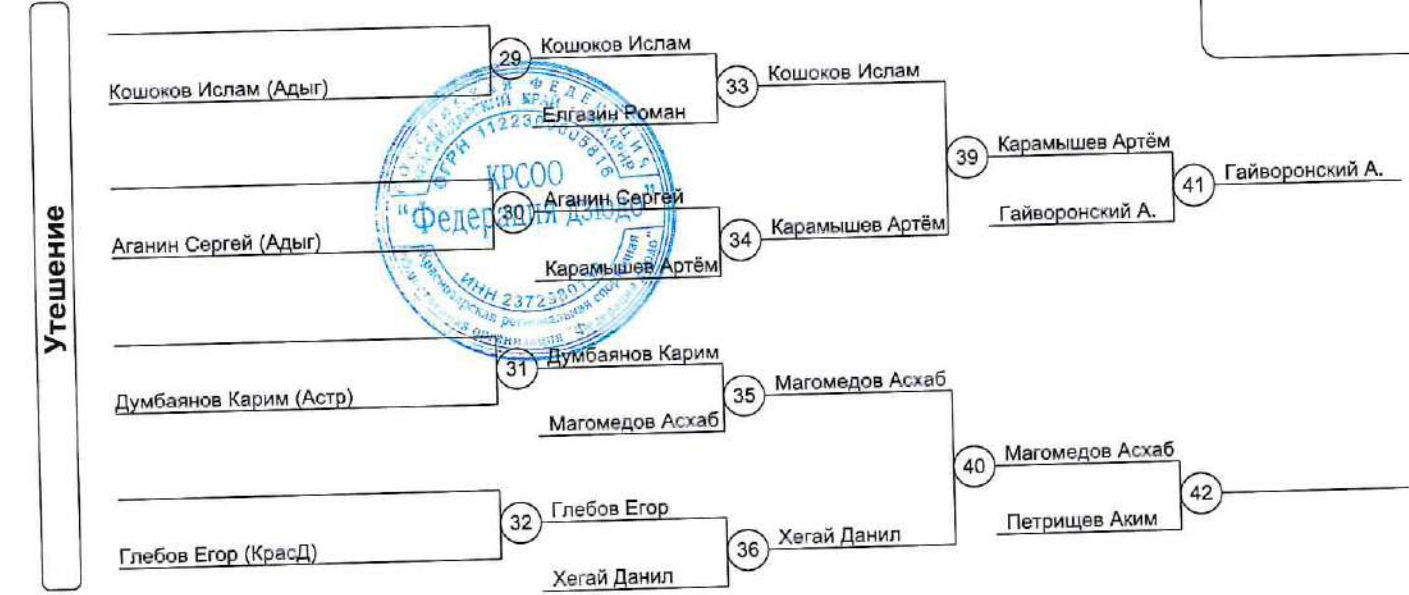 Утешение
29
Кошоков Ислам
Кошоков Ислам (Адыг)
33
Кошоков Ислам
Елгазин Роман
39
Карамышев Артём
41
Гайворонский А.
Гайворонский А.
30
Аганин Сергей
Аганин Сергей (Адыг)
34
Карамышев Артём
Карамышев Артём
КРСОО
"Федерация дзюдо"
31
Думбаянов Карим
Думбаянов Карим (Астр)
35
Магомедов Асхаб
Магомедов Асхаб
40
Магомедов Асхаб
42
Петрищев Аким
32
Глебов Егор
Глебов Егор (КрасД)
36
Хегай Данил
Хегай Данил